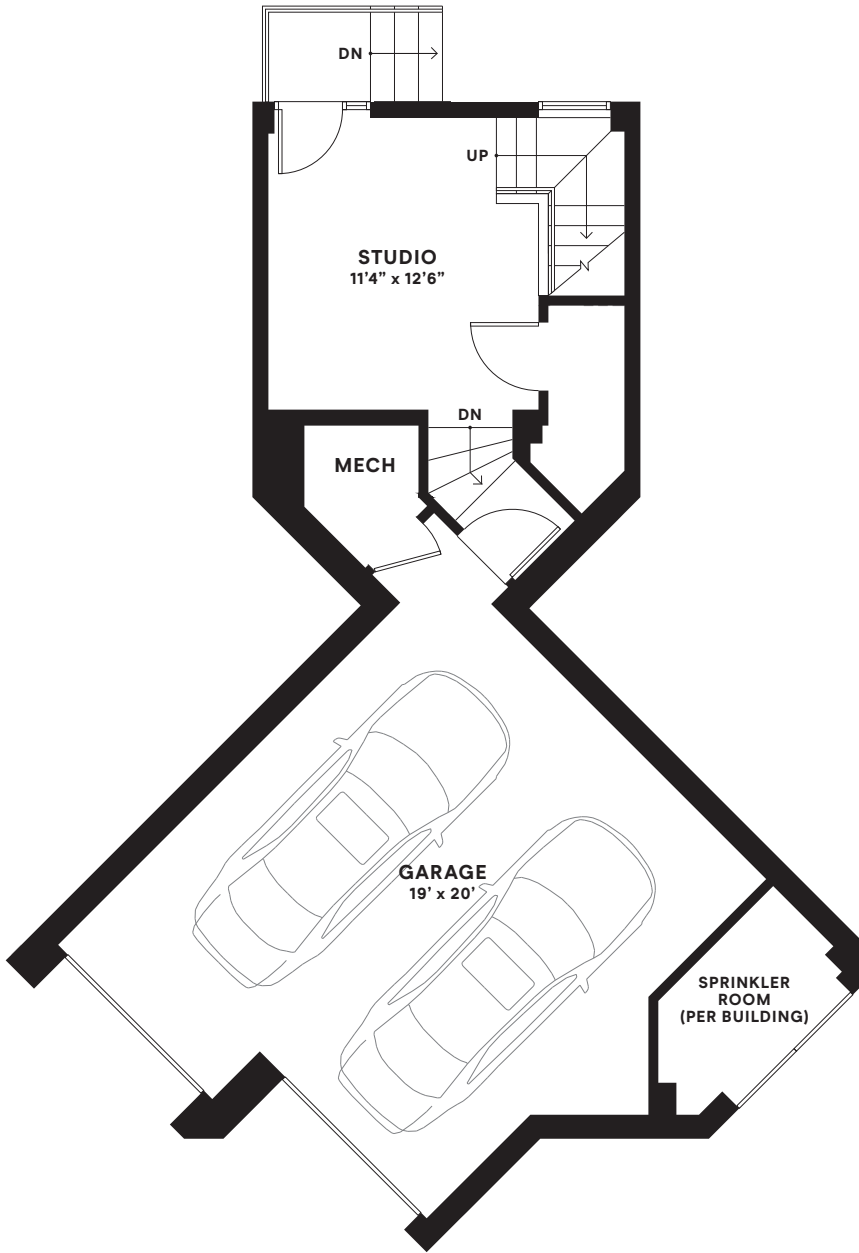 DN
UP
STUDIO
11'4” x 12'6”
DN
MECH
GARAGE
19' x 20'
SPRINKLER
ROOM
(PER BUILDING)